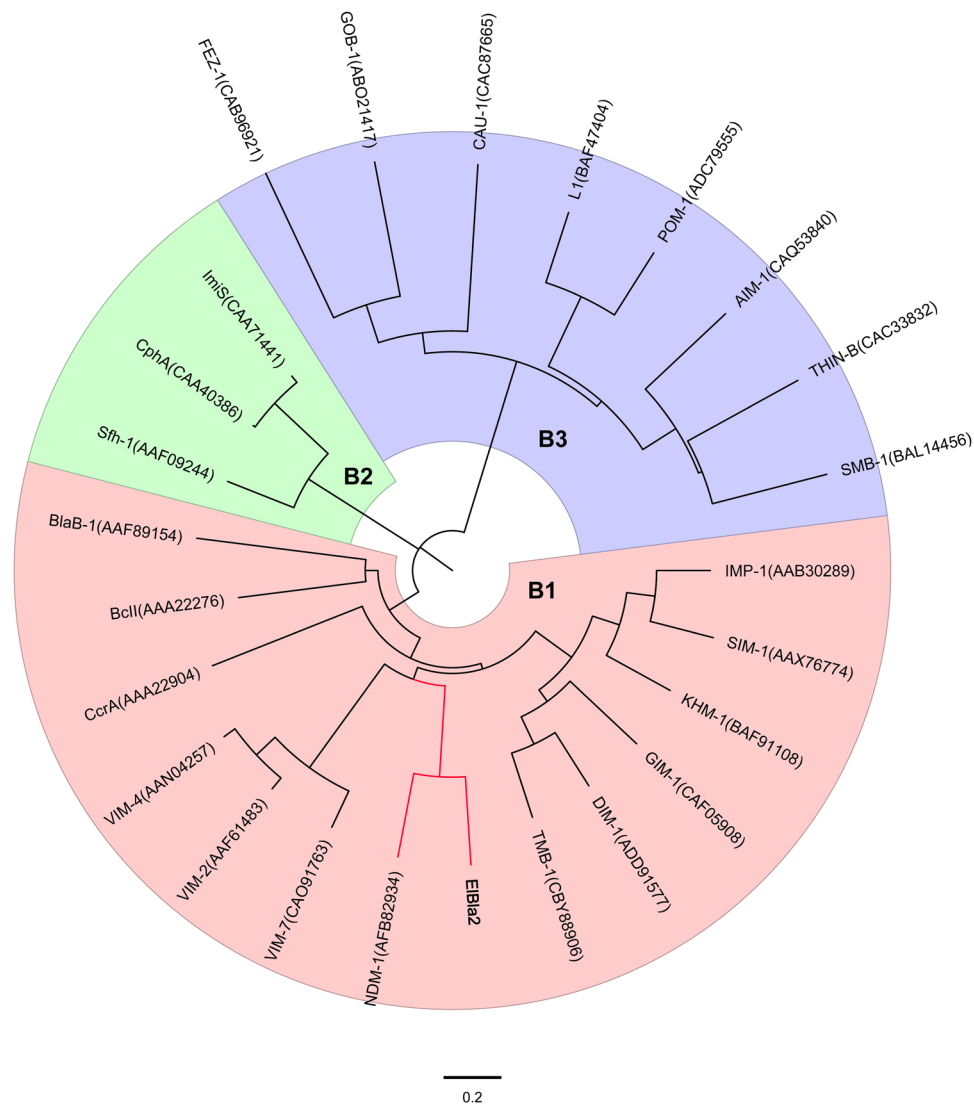 FEZ-1(CAB96921)
GOB-1(ABO21417)
CAU-1(CAC87665)
L1(BAF47404)
POM-1(ADC79555)
AIM-1(CAQ53840)
THIN-B(CAC33832)
SMB-1(BAL14456)
B3
ImiS(CAA71441)
CphA(CAA40386)
Sfh-1(AAF09244)
B2
BlaB-1(AAF89154)
BcII(AAA22276)
CcrA(AAA22904)
VIM-4(AAN04257)
VIM-2(AAF61483)
VIM-7(CAO91763)
NDM-1(AFB82934)
ElBla2
TMB-1(CBY88906)
DIM-1(ADD91577)
GIM-1(CAF05908)
KHM-1(BAF91108)
SIM-1(AAX76774)
IMP-1(AAB30289)
B1
0.2